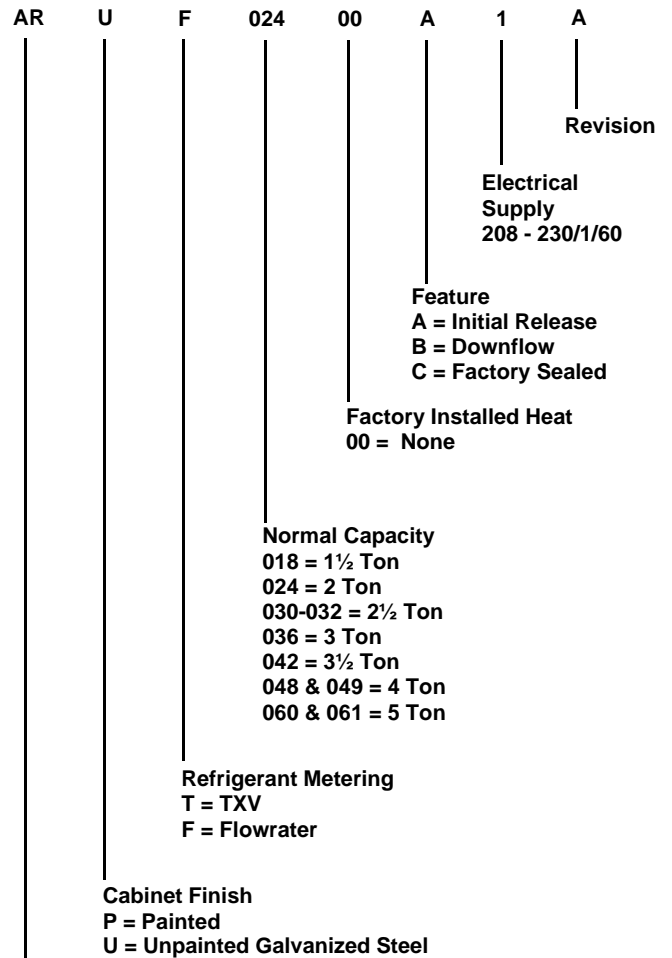 AR U F 024 00 A 1 A
Revision
Electrical
Supply
208 - 230/1/60
Feature
A = Initial Release
B = Downflow
C = Factory Sealed
Factory Installed Heat
00 = None
Normal Capacity
018 = 1½ Ton
024 = 2 Ton
030-032 = 2½ Ton
036 = 3 Ton
042 = 3½ Ton
048 & 049 = 4 Ton
060 & 061 = 5 Ton
Refrigerant Metering
T = TXV
F = Flowrater
Cabinet Finish
P = Painted
U = Unpainted Galvanized Steel